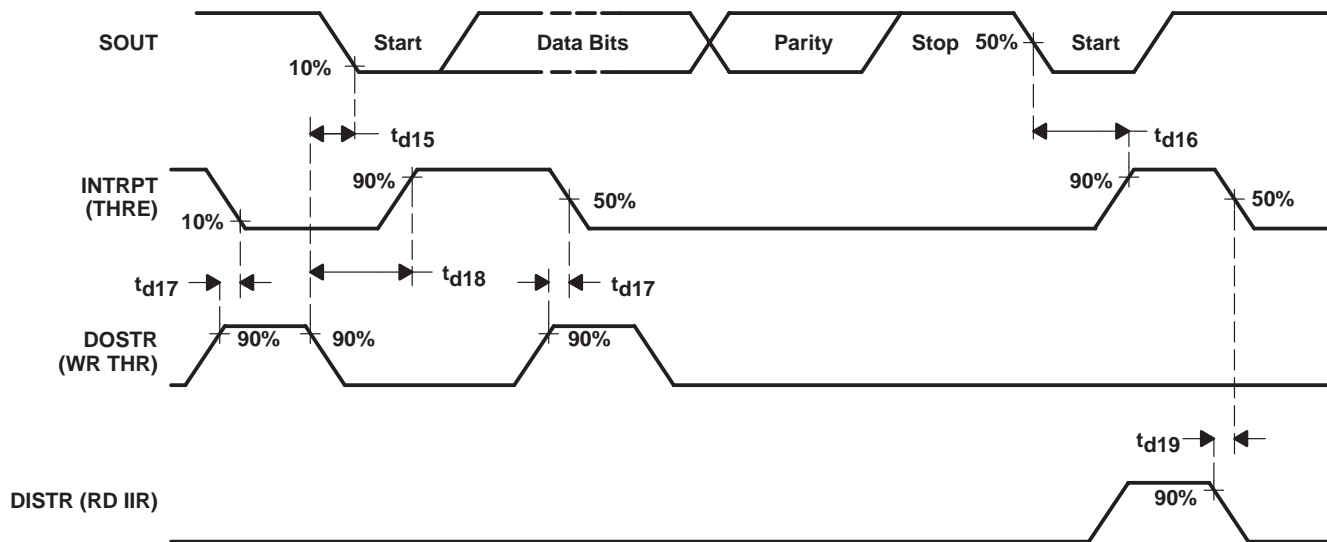 SOUT
Start
Data Bits
Parity
Stop
50%
Start
10%
td15
td16
INTRPT
(THRE)
90%
50%
90%
50%
10%
td17
td18
td17
DOSTR
(WR THR)
90%
90%
90%
td19
DISTR (RD IIR)
90%